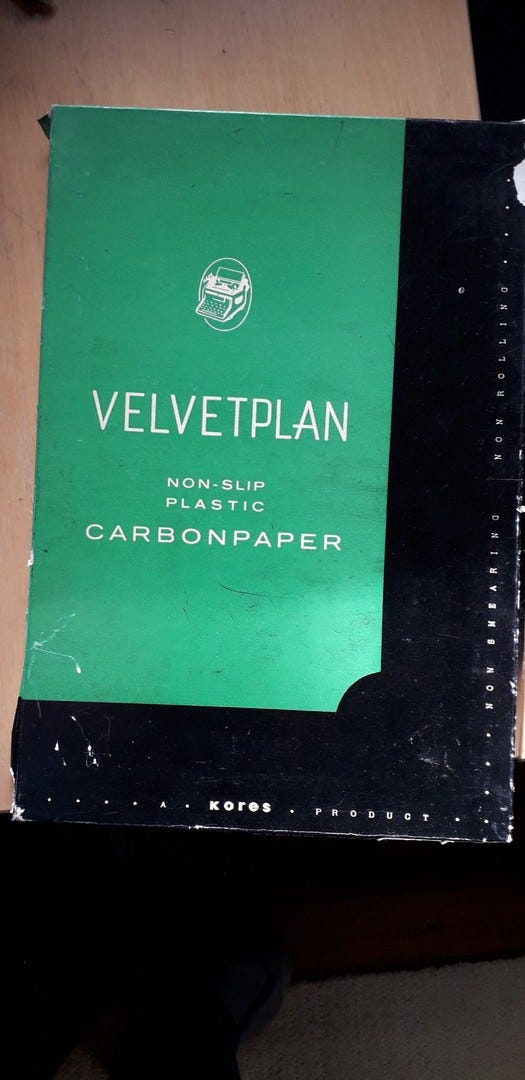 VELVETPLAN
NON-SLIP
PLASTIC
CARBONPAPER
· · · · A · Kores · PRODUCT · ·
· · · · NON SMEARING · NON ROLLING · · · ·